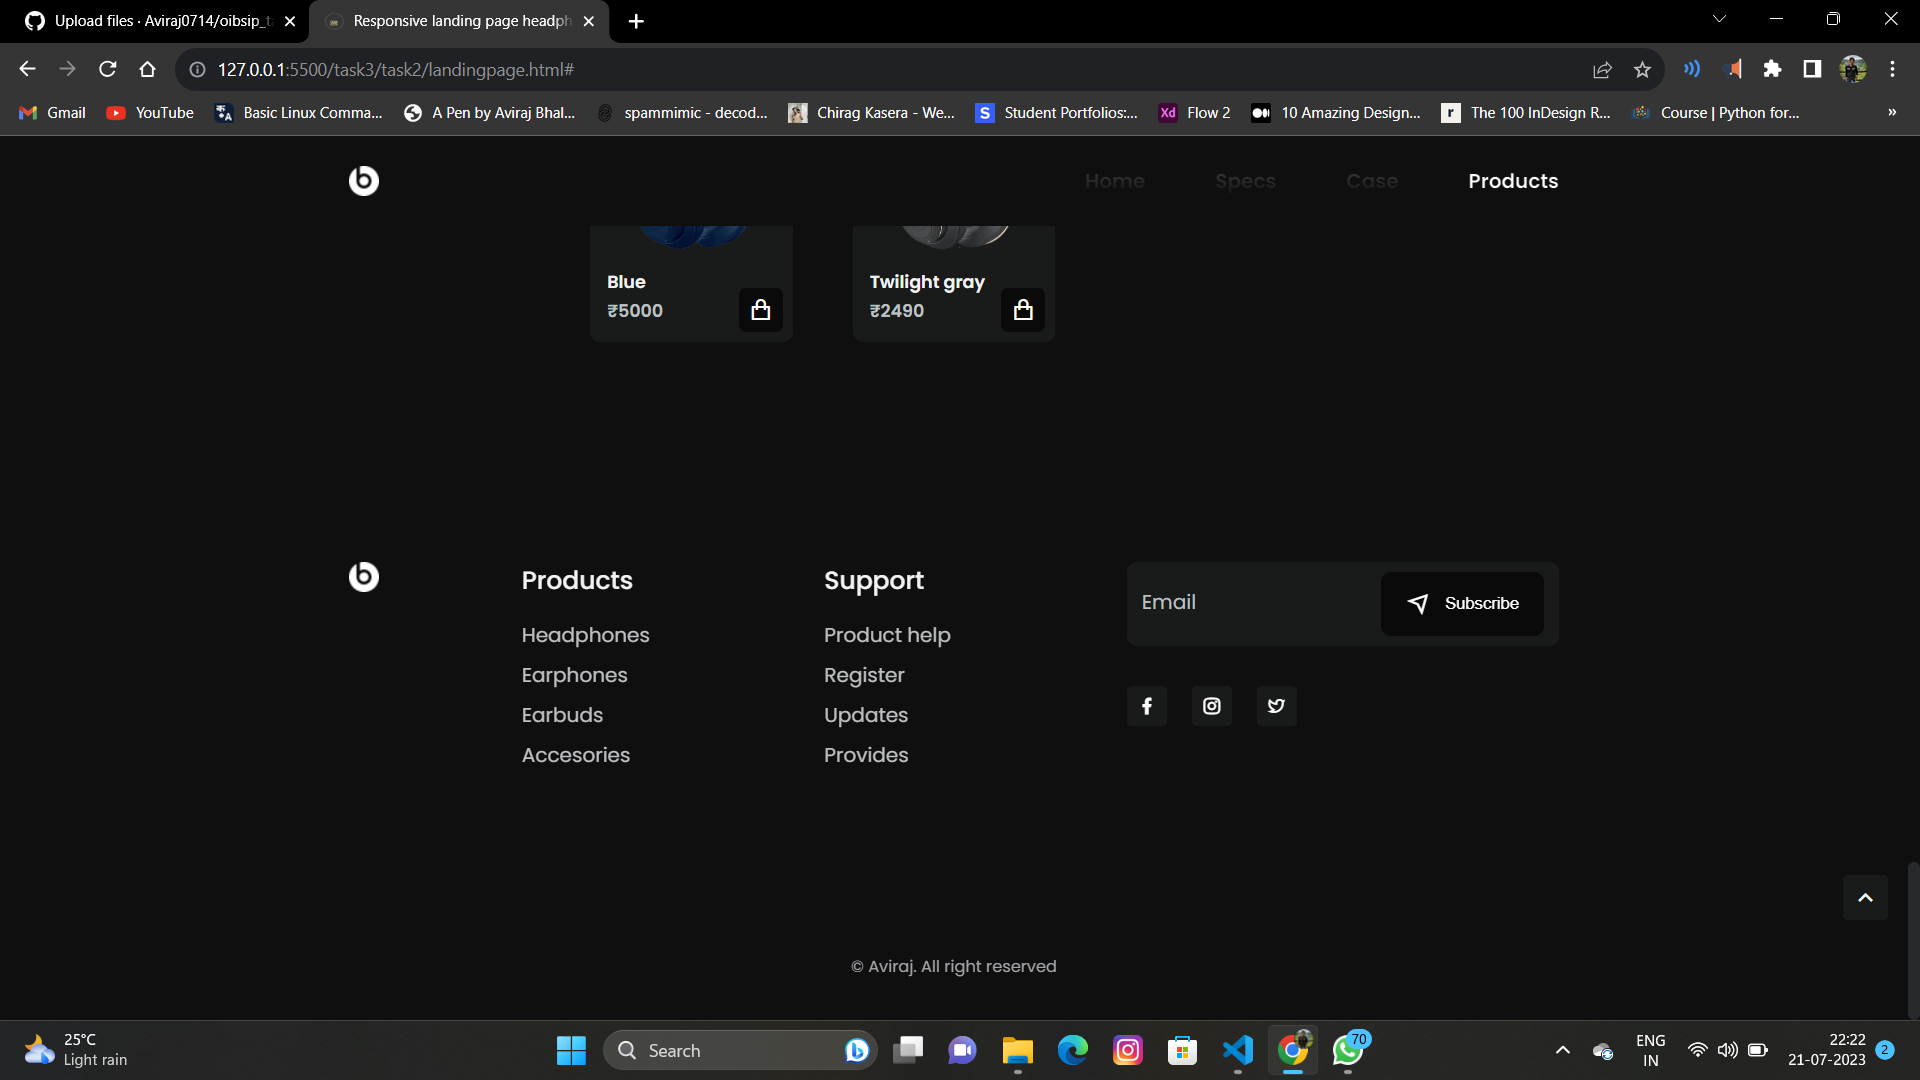 Upload files · Aviraj0714/oibsip_ta
Responsive landing page headph
127.0.0.1:5500/task3/task2/landingpage.html#
Gmail
YouTube
Basic Linux Comma...
A Pen by Aviraj Bhal...
spammimic - decod...
Chirag Kasera - We...
Student Portfolios:...
Xd
Flow 2
10 Amazing Design...
The 100 InDesign R...
Course | Python for...
»
Home
Specs
Case
Products
Blue
₹5000
Twilight gray
₹2490
Products
Headphones
Earphones
Earbuds
Accesories
Support
Product help
Register
Updates
Provides
Email
Subscribe
© Aviraj. All right reserved
25°C
Light rain
Search
70
ENG
IN
22:22
21-07-2023
2